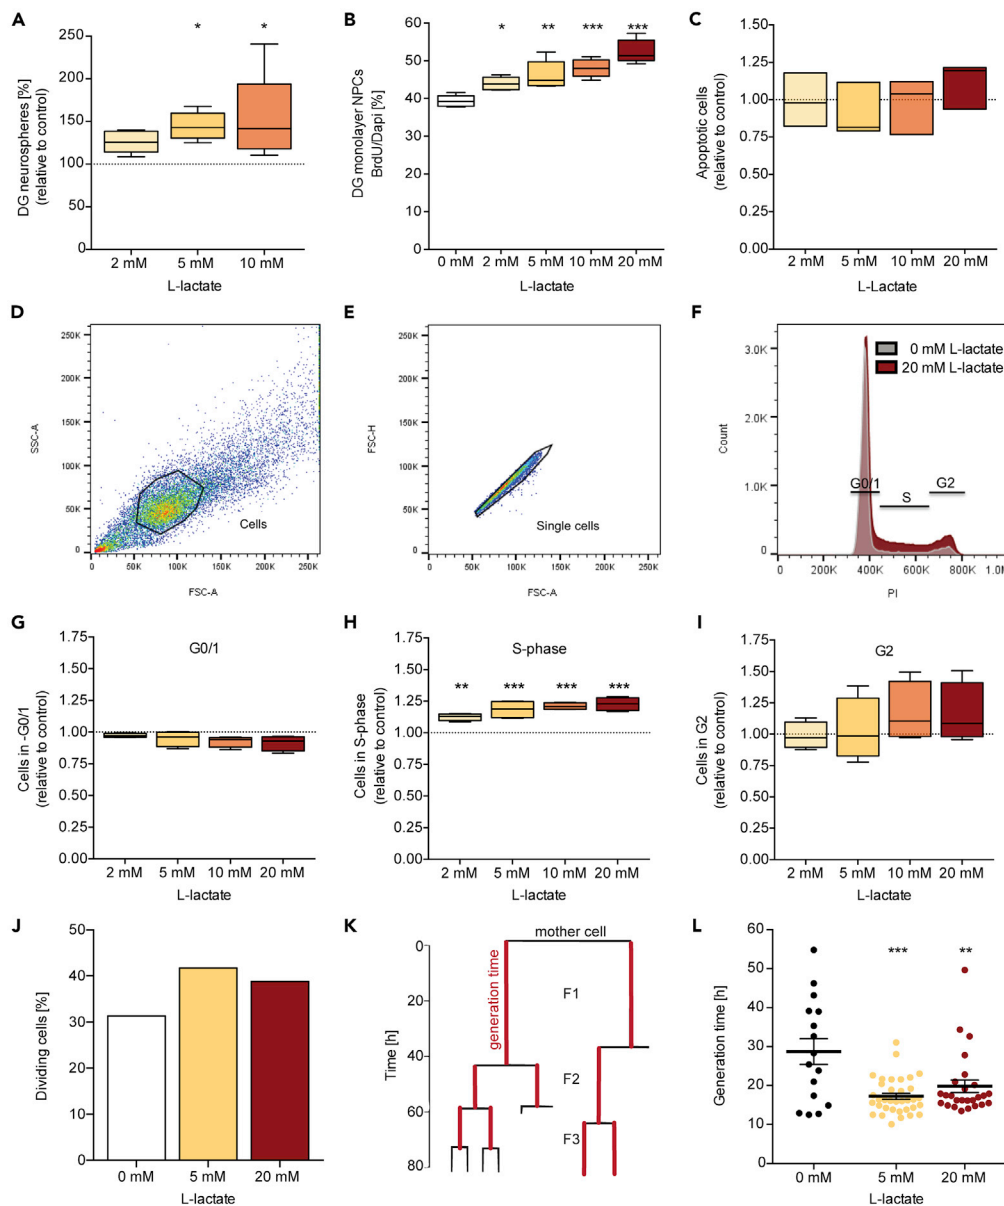 A
DG neurospheres [%]
(relative to control)
250
200
150
100
50
0
* *
2 mM 5 mM 10 mM
L-lactate
B
DG monolayer NPCs
BrdU/Dapi [%]
60
50
40
30
20
10
0
* ** *** ***
0 mM 2 mM 5 mM 10 mM 20 mM
L-lactate
C
Apoptotic cells
(relative to control)
1.50
1.25
1.00
0.75
0.50
0.25
0.00
2 mM 5 mM 10 mM 20 mM
L-Lactate
D
SSC-A
250K
200K
150K
100K
50K
0
Cells
0 50K 100K 150K 200K 250K
FSC-A
E
FSC-H
250K
200K
150K
100K
50K
0
Single cells
0 50K 100K 150K 200K 250K
FSC-A
F
Count
3.0K
2.0K
1.0K
0
0 mM L-lactate
20 mM L-lactate
G0/1
S
G2
0 200K 400K 600K 800K 1.0M
PI
G
G0/1
Cells in -G0/1
(relative to control)
1.75
1.50
1.25
1.00
0.75
0.50
0.25
0.00
2 mM 5 mM 10 mM 20 mM
L-lactate
H
S-phase
Cells in S-phase
(relative to control)
1.75
1.50
1.25
1.00
0.75
0.50
0.25
0.00
** *** *** ***
2 mM 5 mM 10 mM 20 mM
L-lactate
I
G2
Cells in G2
(relative to control)
1.75
1.50
1.25
1.00
0.75
0.50
0.25
0.00
2 mM 5 mM 10 mM 20 mM
L-lactate
J
Dividing cells [%]
50
40
30
20
10
0
0 mM 5 mM 20 mM
L-lactate
K
mother cell
generation time
Time [h]
0
20
40
60
80
F1
F2
F3
L
Generation time [h]
60
50
40
30
20
10
0
*** **
0 mM 5 mM 20 mM
L-lactate